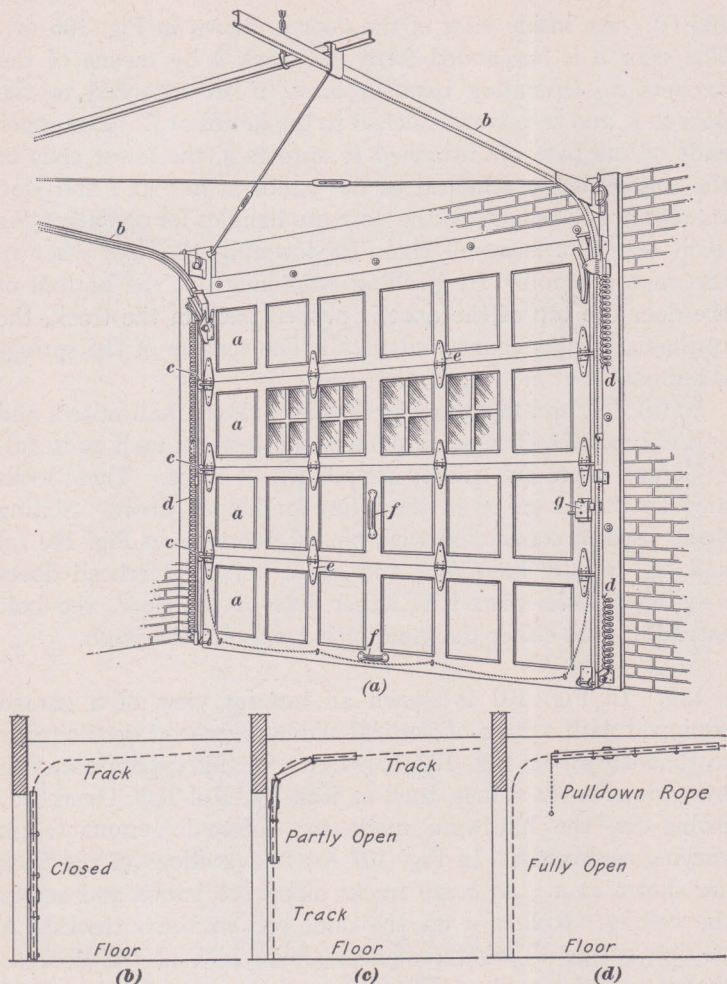 b
b
a
e
c
d
a
c
d
a
f
g
c
e
d
a
f
(a)
Track
Closed
Floor
(b)
Track
Partly Open
Track
Floor
(c)
Pulldown Rope
Fully Open
Floor
(d)